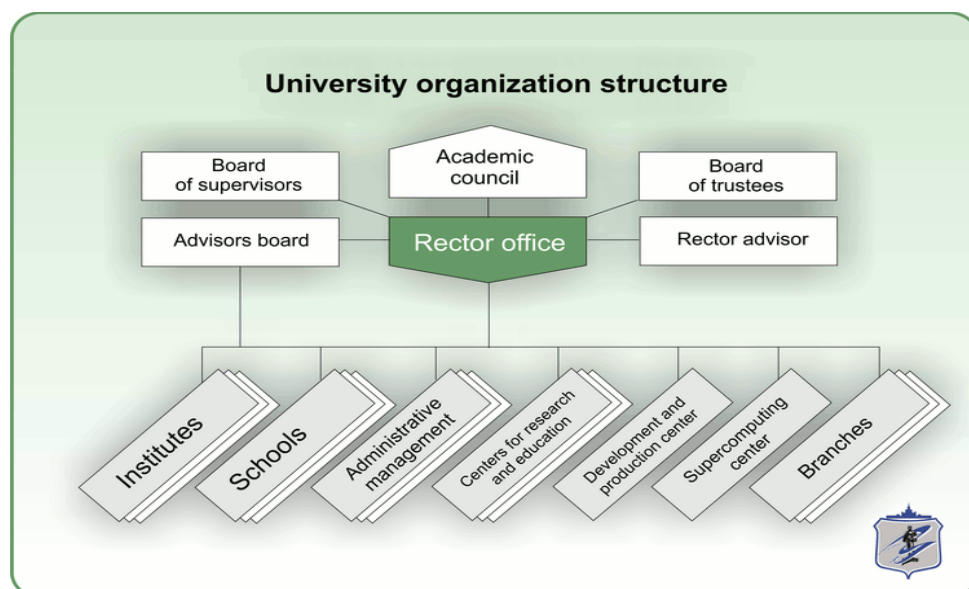 University organization structure
Board
of supervisors
Academic
council
Board
of trustees
Advisors board
Rector office
Rector advisor
Institutes
Schools
Administrative
management
Centers for research
and education
Development and
production center
Supercomputing
center
Branches